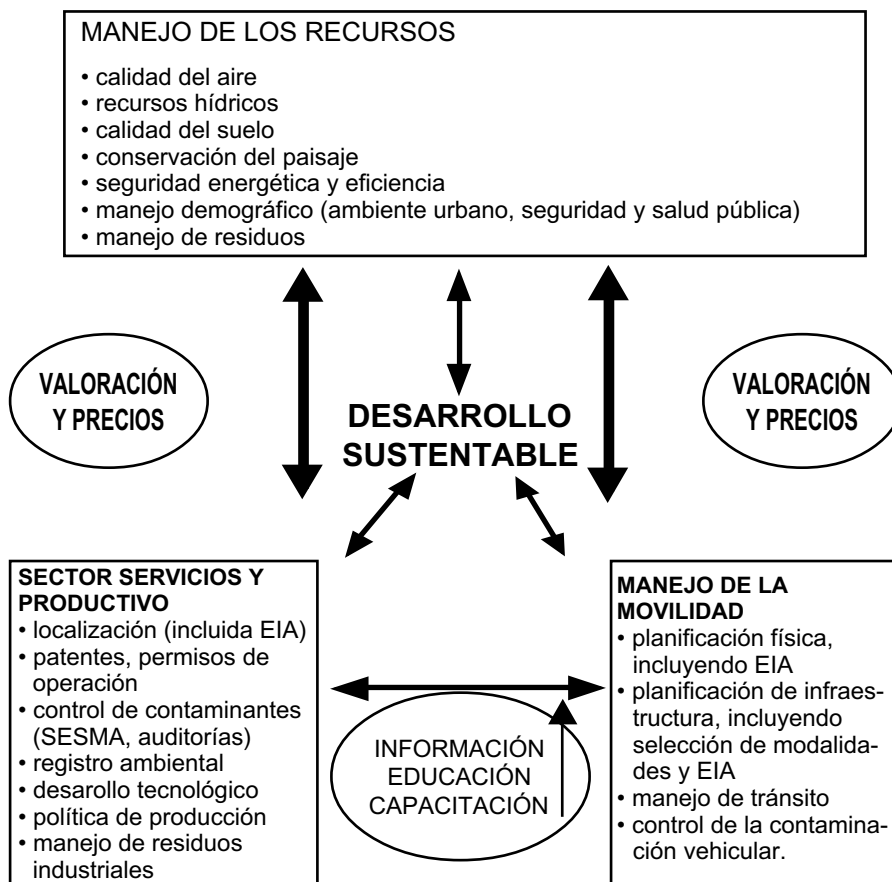 MANEJO DE LOS RECURSOS
• calidad del aire
• recursos hídricos
• calidad del suelo
• conservación del paisaje
• seguridad energética y eficiencia
• manejo demográfico (ambiente urbano, seguridad y salud pública)
• manejo de residuos
VALORACIÓN
Y PRECIOS
DESARROLLO
SUSTENTABLE
VALORACIÓN
Y PRECIOS
SECTOR SERVICIOS Y
PRODUCTIVO
• localización (incluida EIA)
• patentes, permisos de
operación
• control de contaminantes
(SESMA, auditorías)
• registro ambiental
• desarollo tecnológico
• política de producción
• manejo de residuos
industriales
INFORMACIÓN
EDUCACIÓN
CAPACITACIÓN
MANEJO DE LA
MOVILIDAD
• planificación física,
incluyendo EIA
• planificación de infraes-
tructura, incluyendo
selección de modalida-
des y EIA
• manejo de tránsito
• control de la contamina-
ción vehicular.